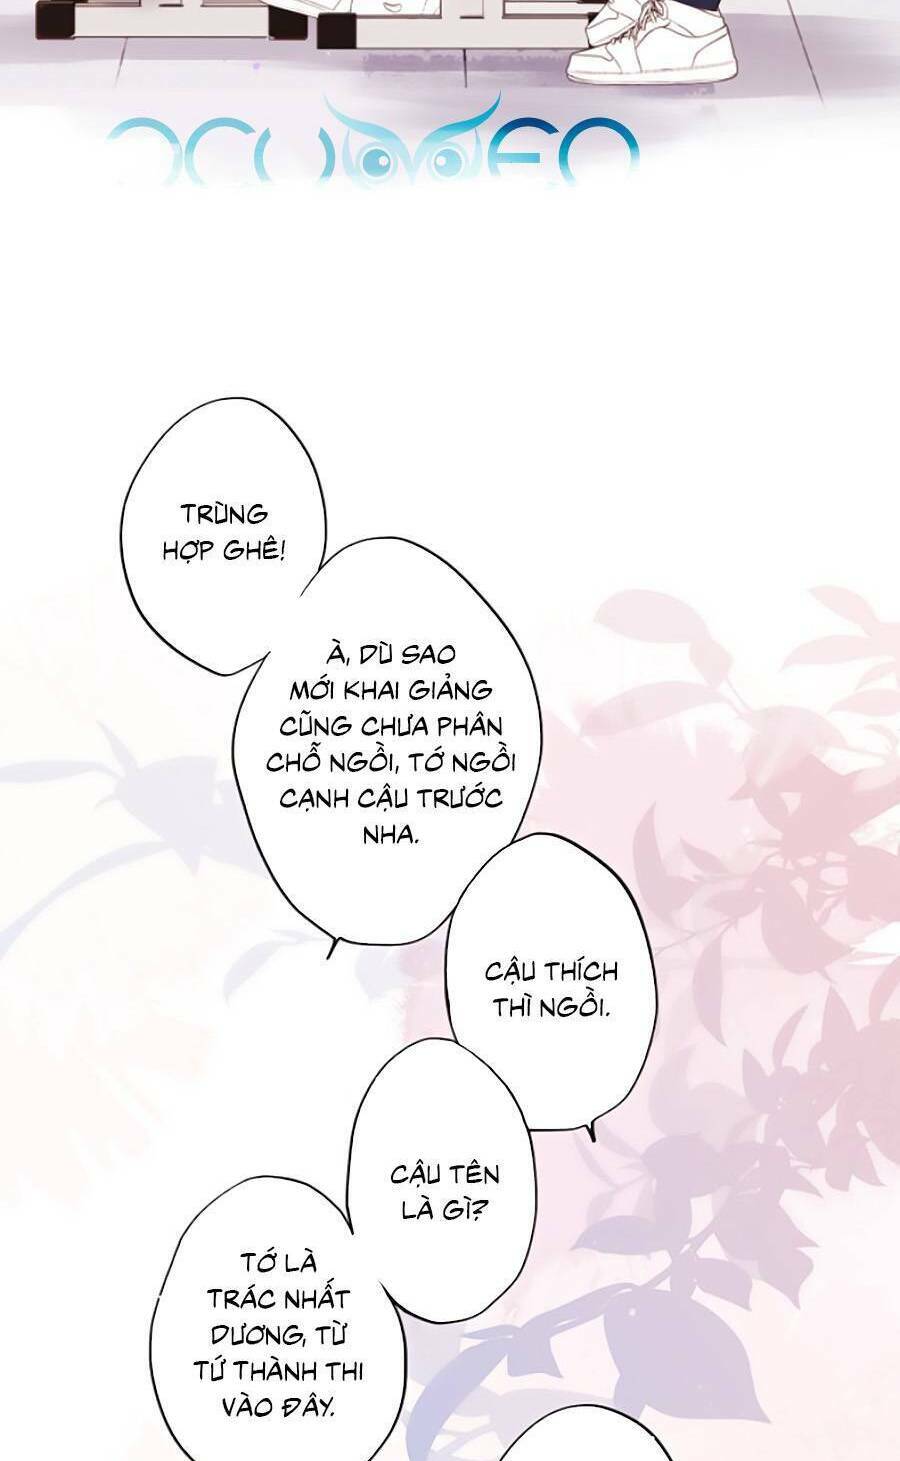 OCUMEO
TRÙNG
HỢP GHÊ!
À, DÙ SAO
MỚI KHAI GIẢNG
CŨNG CHƯA PHÂN
CHỖ NGỒI, TỚ NGỒI
CẠNH CẬU TRƯỚC
NHA.
CẬU THÍCH
THÌ NGỒI.
CẬU TÊN
LÀ GÌ?
TỚ LÀ
TRÁC NHẤT
DƯƠNG, TỪ
TỨ THÀNH THI
VÀO ĐÂY.